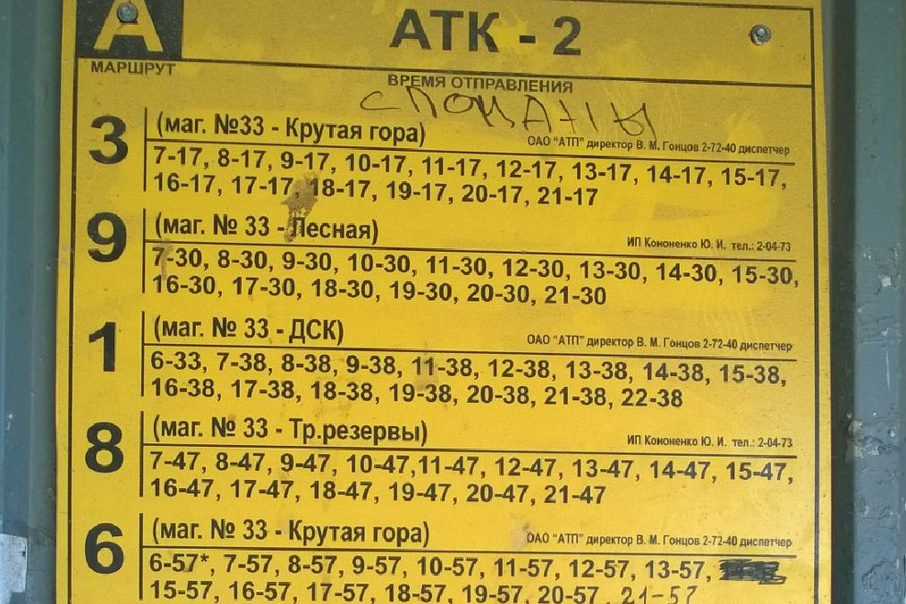 А
АТК - 2
МАРШРУТ
ВРЕМЯ ОТПРАВЛЕНИЯ
3 (маг. №33 - Крутая гора) ОАО "АТП" директор В. М. Гонцов 2-72-40 диспетчер
7-17, 8-17, 9-17, 10-17, 11-17, 12-17, 13-17, 14-17, 15-17,
16-17, 17-17, 18-17, 19-17, 20-17, 21-17
9 (маг. № 33 - Лесная) ИП Кононенко Ю. И. тел.: 2-04-73
7-30, 8-30, 9-30, 10-30, 11-30, 12-30, 13-30, 14-30, 15-30,
16-30, 17-30, 18-30, 19-30, 20-30, 21-30
1 (маг. № 33 - ДСК) ОАО "АТП" директор В. М. Гонцов 2-72-40 диспетчер
6-33, 7-38, 8-38, 9-38, 11-38, 12-38, 13-38, 14-38, 15-38,
16-38, 17-38, 18-38, 19-38, 20-38, 21-38, 22-38
8 (маг. № 33 - Тр.резервы) ИП Кононенко Ю. И. тел.: 2-04-73
7-47, 8-47, 9-47, 10-47,11-47, 12-47, 13-47, 14-47, 15-47,
16-47, 17-47, 18-47, 19-47, 20-47, 21-47
6 (маг. № 33 - Крутая гора) ОАО "АТП" директор В. М. Гонцов 2-72-40 диспетчер
6-57*, 7-57, 8-57, 9-57, 10-57, 11-57, 12-57, 13-57,
15-57, 16-57, 17-57, 18-57, 19-57, 20-57, 21-57